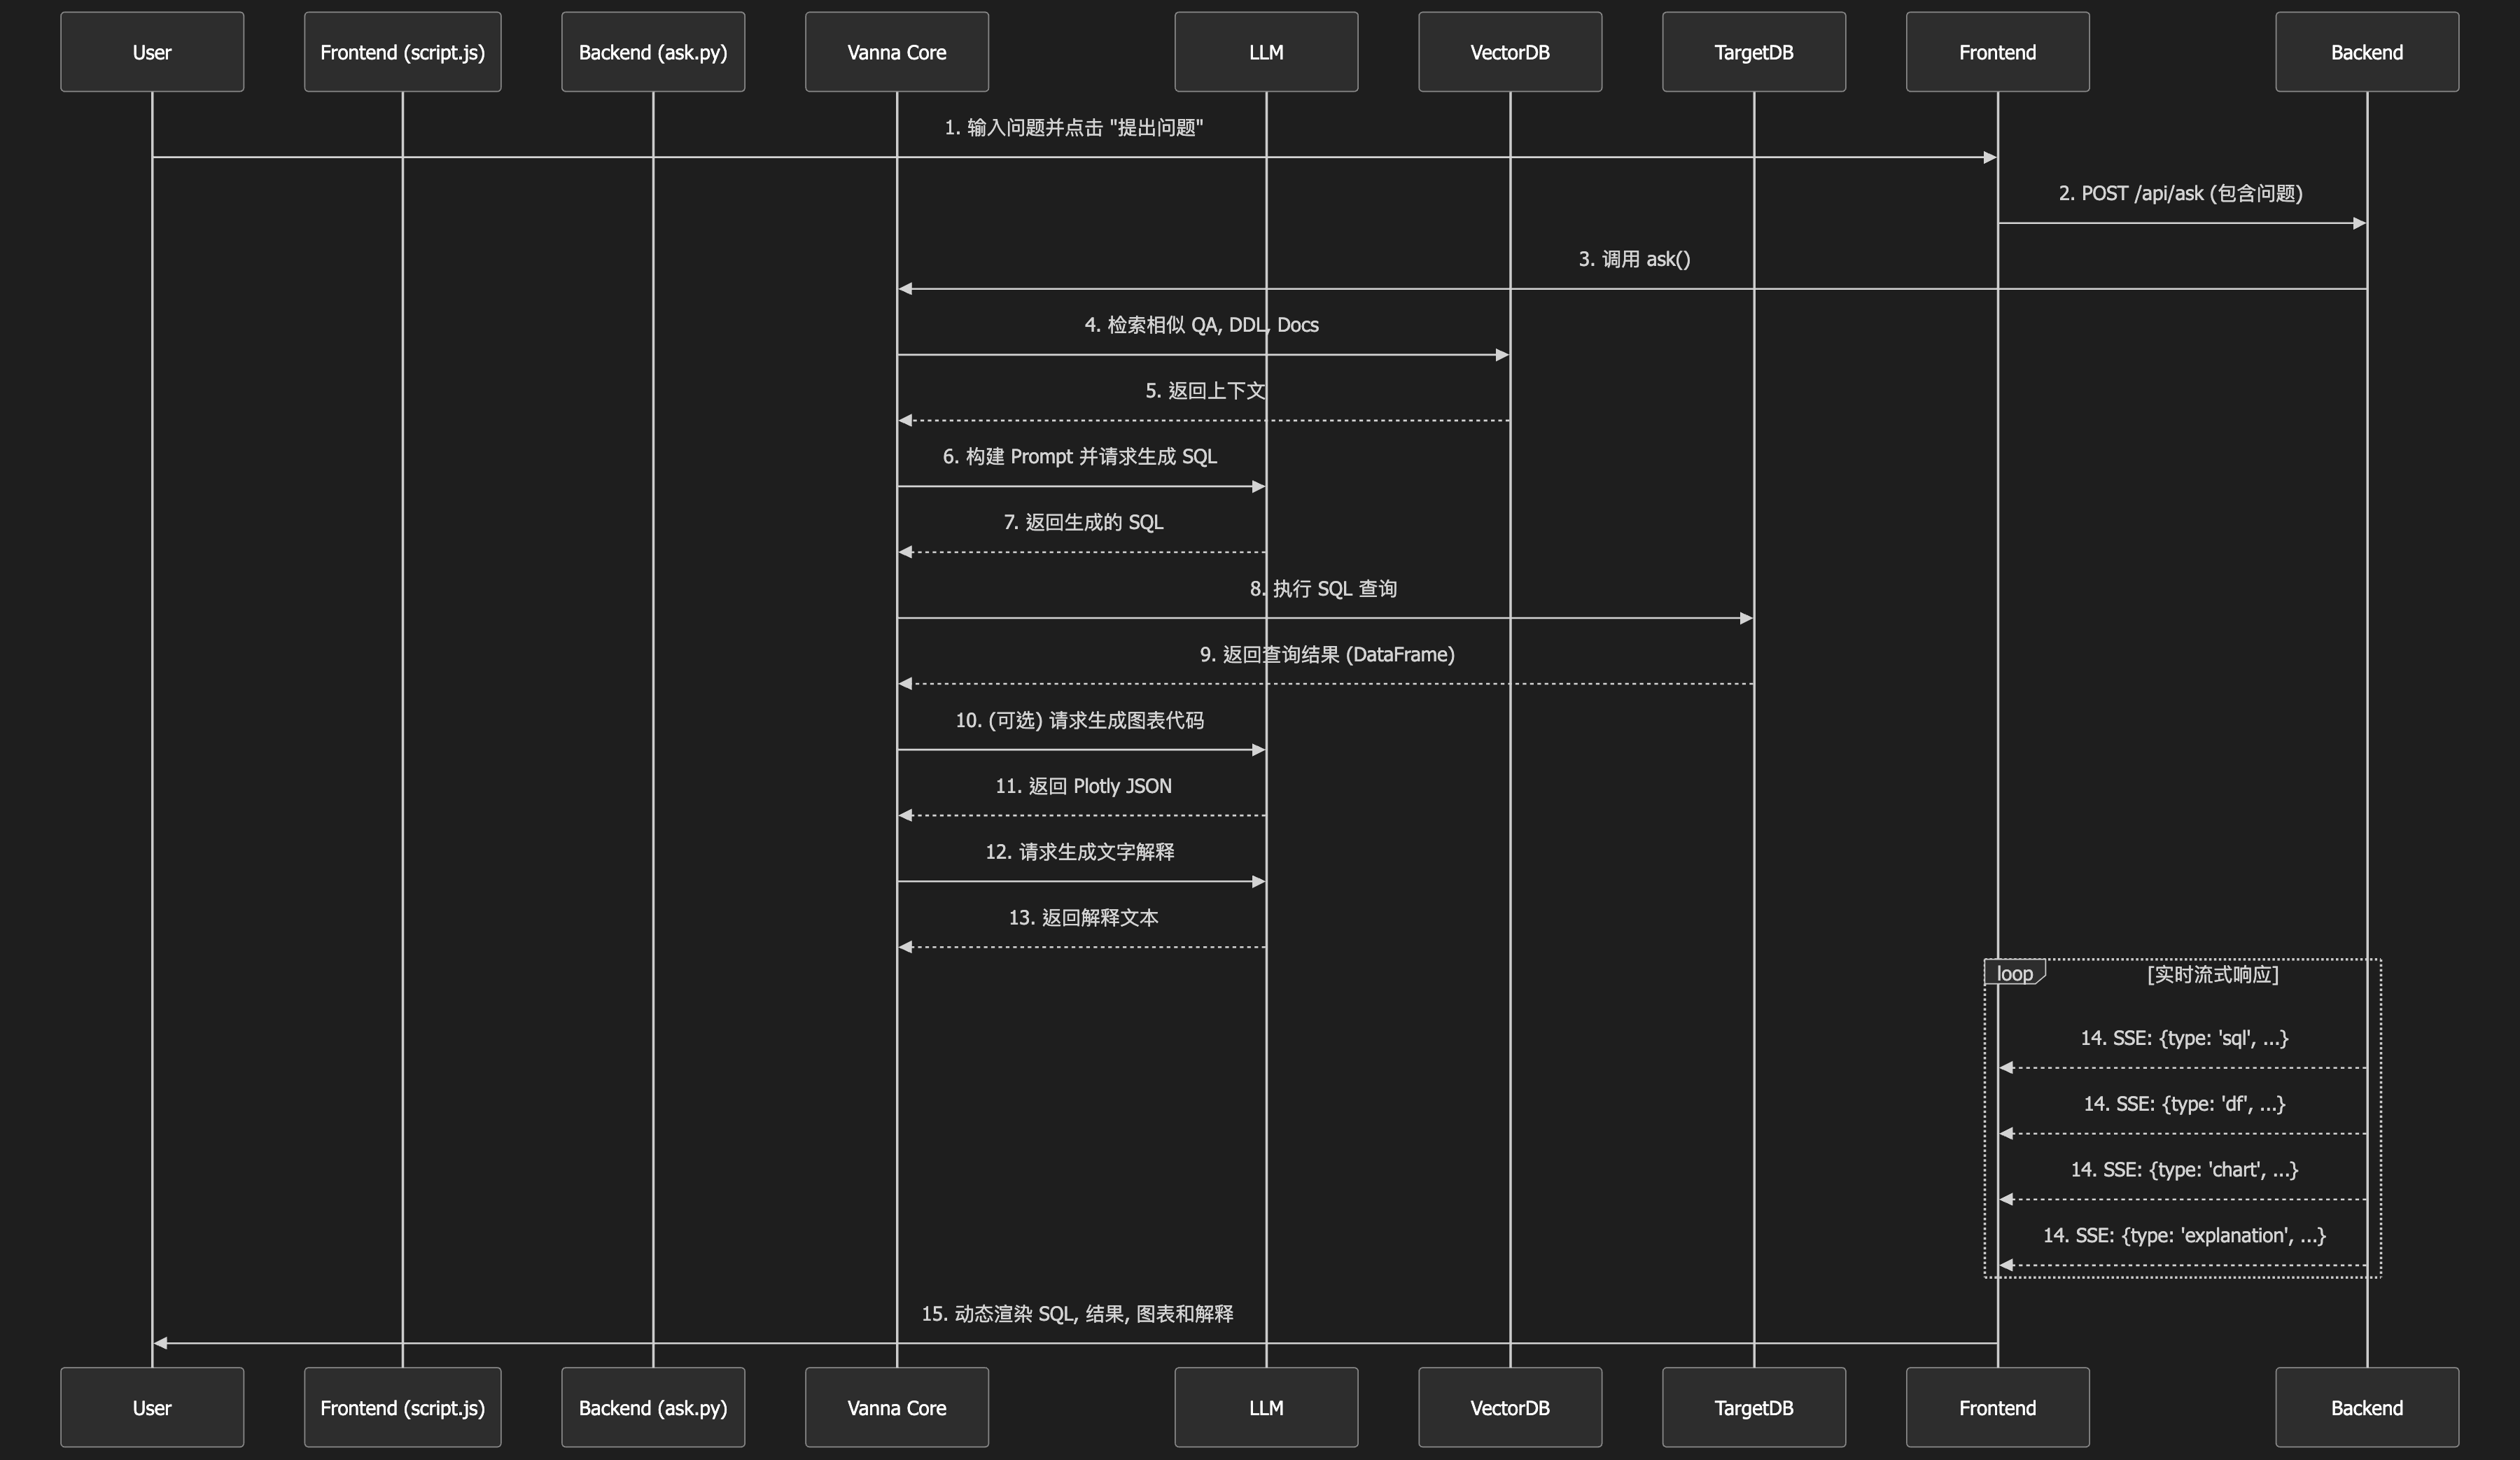 User
Frontend (script.js)
Backend (ask.py)
Vanna Core
LLM
VectorDB
TargetDB
Frontend
Backend
1. 输入问题并点击 "提出问题"
2. POST /api/ask (包含问题)
3. 调用 ask()
4. 检索相似 QA, DDL, Docs
5. 返回上下文
6. 构建 Prompt 并请求生成 SQL
7. 返回生成的 SQL
8. 执行 SQL 查询
9. 返回查询结果 (DataFrame)
10. (可选) 请求生成图表代码
11. 返回 Plotly JSON
12. 请求生成文字解释
13. 返回解释文本
loop
[实时流式响应]
14. SSE: {type: 'sql', ...}
14. SSE: {type: 'df', ...}
14. SSE: {type: 'chart', ...}
14. SSE: {type: 'explanation', ...}
15. 动态渲染 SQL, 结果, 图表和解释
User
Frontend (script.js)
Backend (ask.py)
Vanna Core
LLM
VectorDB
TargetDB
Frontend
Backend